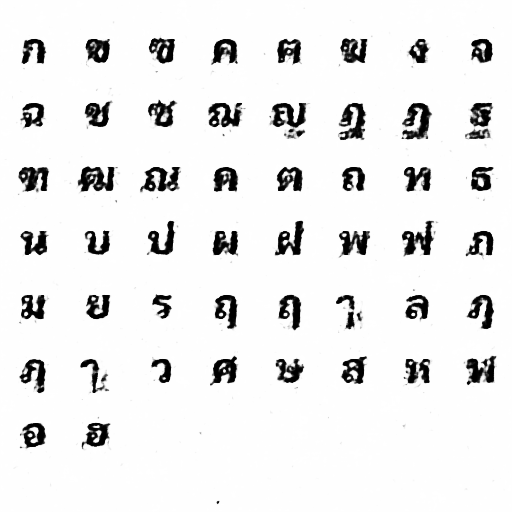 ก ข ฃ ค ฅ ฆ ง จ
ฉ ช ซ ฌ ญ ฎ ฏ ฐ
ฑ ฒ ณ ด ต ถ ท ธ
น บ ป ผ ฝ พ ฟ ภ
ม ย ร ฤ ฤ ๅ ล ภ
ภ ๅ ว ศ ษ ส ห ฬ
อ ฮ